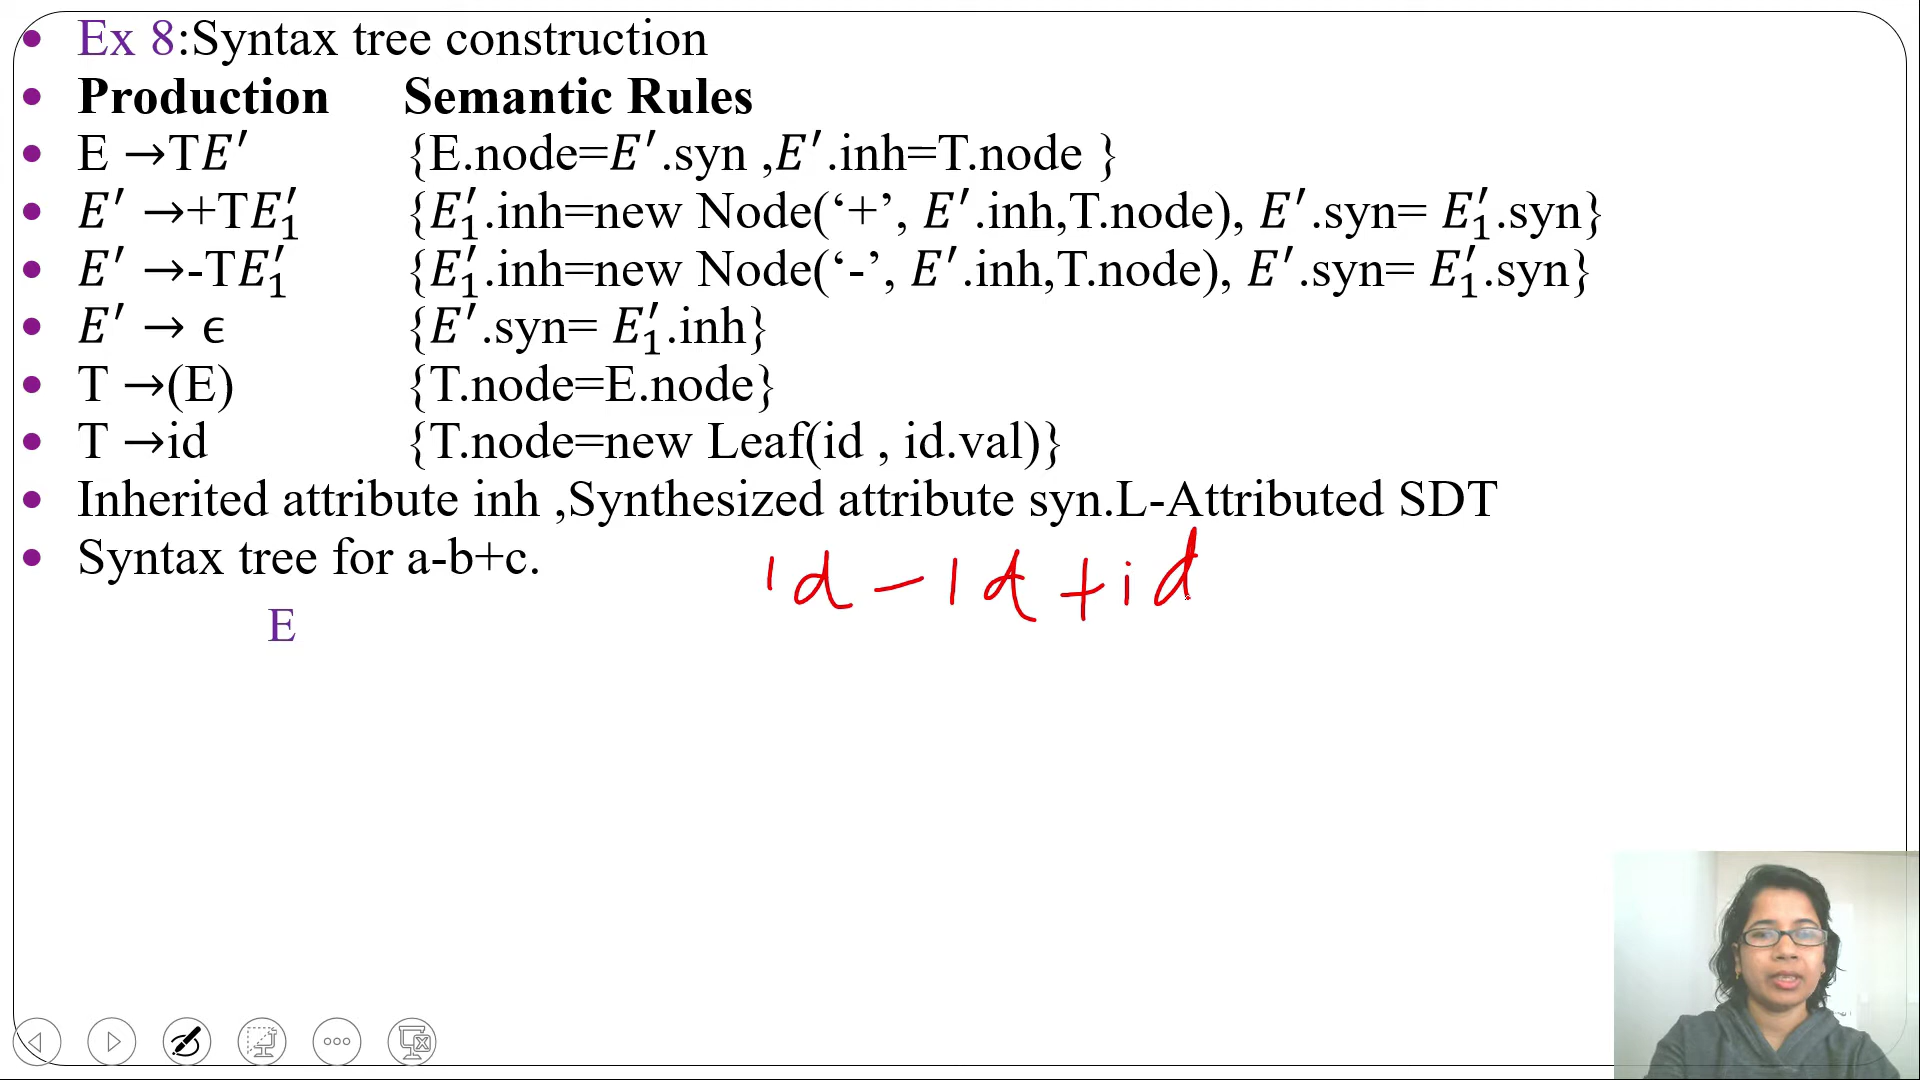 Ex 8:Syntax tree construction
Production Semantic Rules
E →TE′ {E.node=E′.syn ,E′.inh=T.node }
E′ →+TE′₁ {E′₁.inh=new Node(‘+’, E′.inh,T.node), E′.syn= E′₁.syn}
E′ →-TE′₁ {E′₁.inh=new Node(‘-’, E′.inh,T.node), E′.syn= E′₁.syn}
E′ → ϵ {E′.syn= E′₁.inh}
T →(E) {T.node=E.node}
T →id {T.node=new Leaf(id , id.val)}
Inherited attribute inh ,Synthesized attribute syn.L-Attributed SDT
Syntax tree for a-b+c.
id - id + id
E